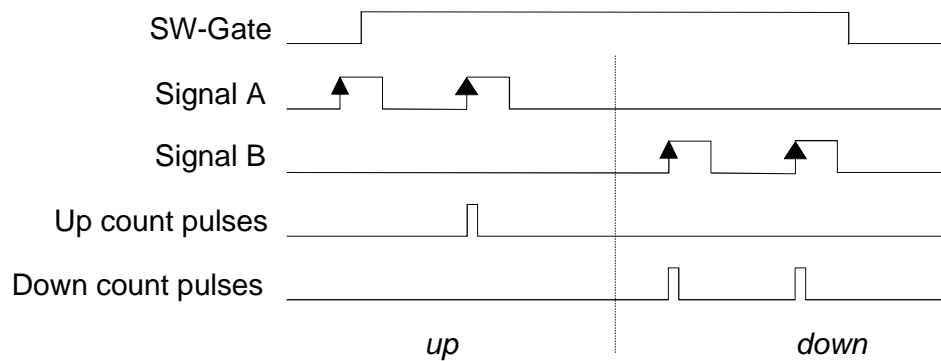 SW-Gate
Signal A
Signal B
Up count pulses
Down count pulses
up down